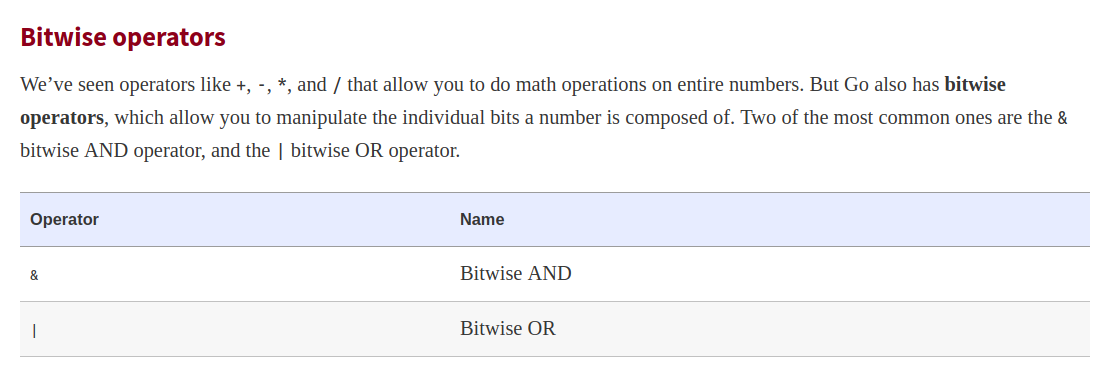 Bitwise operators
We’ve seen operators like +, -, *, and / that allow you to do math operations on entire numbers. But Go also has bitwise
operators, which allow you to manipulate the individual bits a number is composed of. Two of the most common ones are the &
bitwise AND operator, and the | bitwise OR operator.
Operator Name
& Bitwise AND
| Bitwise OR